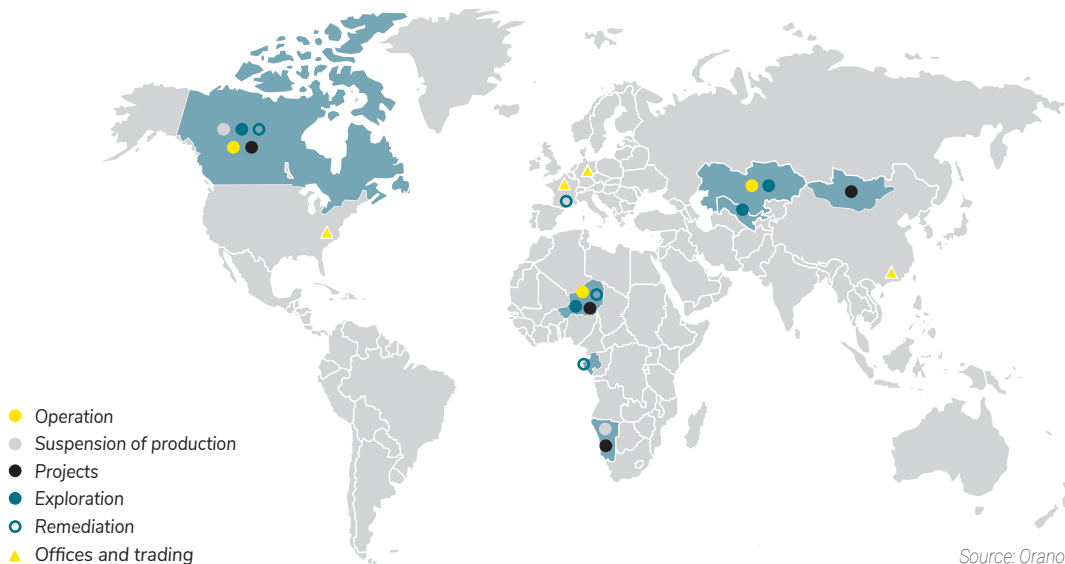 Operation
Suspension of production
Projects
Exploration
Remediation
Offices and trading
Source: Orano